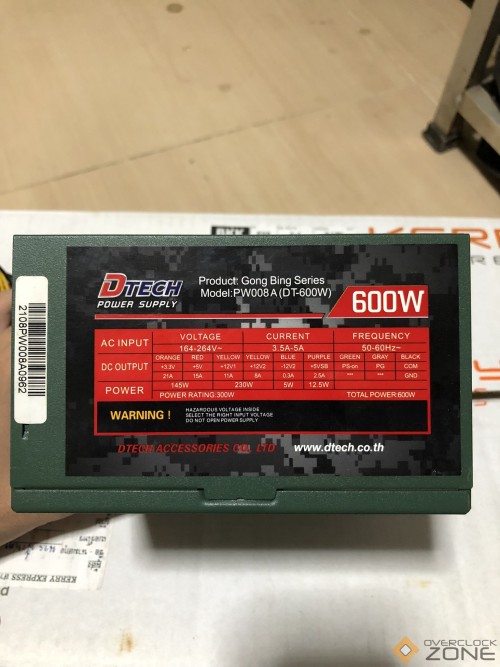 DTECH
POWER SUPPLY
Product: Gong Bing Series
Model:PW008A(DT-600W)
600W
AC INPUT VOLTAGE CURRENT FREQUENCY
164-264V~ 3.5A-5A 50-60Hz~
DC OUTPUT ORANGE RED YELLOW YELLOW BLUE PURPLE GREEN GRAY BLACK
+3.3V +5V +12V1 +12V2 -12V2 +5VSB PS-on PG COM
21A 15A 11A 8A 0.3A 2.5A *** *** GND
POWER 145W 230W 5W 12.5W
POWER RATING:300W TOTAL POWER:600W
WARNING !
HAZARDOUS VOLTAGE INSIDE
SELECT THE RIGHT INPUT VOLTAGE
DO NOT OPEN POWER SUPPLY
DTECH ACCESSORIES CO., LTD www.dtech.co.th
2108PW008A0962
KERRY EXPRESS
OVERCLOCK
ZONE